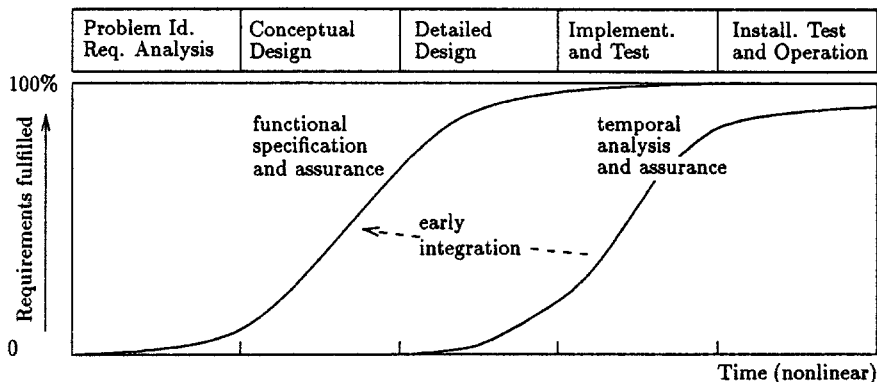 Problem Id.
Req. Analysis
Conceptual
Design
Detailed
Design
Implement.
and Test
Install. Test
and Operation
100%
Requirements fulfilled
0
functional
specification
and assurance
temporal
analysis
and assurance
early
integration
Time (nonlinear)